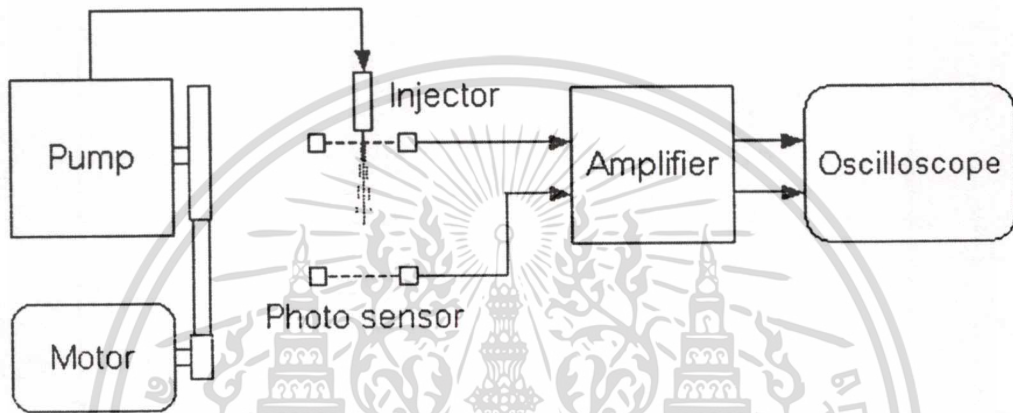 Injector
Pump
Amplifier
Oscilloscope
Photo sensor
Motor